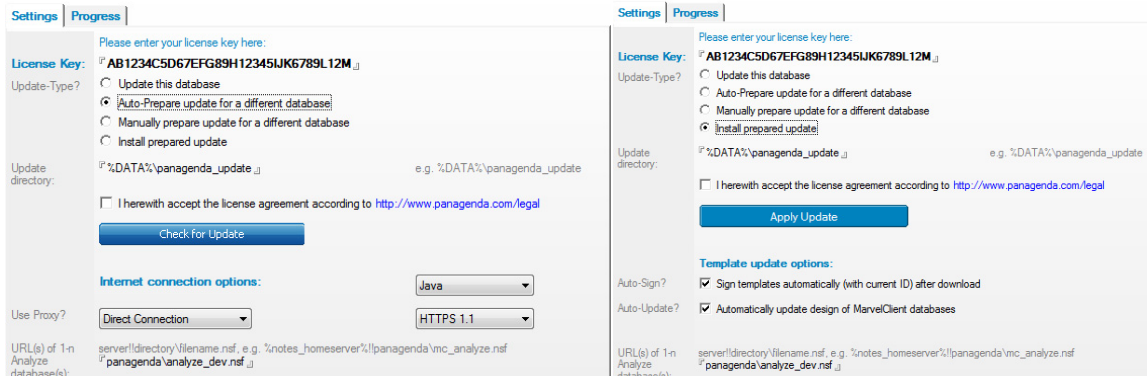 Settings Progress
Please enter your license key here:
License Key: AB1234C5D67EFG89H12345IJK6789L12M
Update-Type? Update this database
Auto-Prepare update for a different database
Manually prepare update for a different database
Install prepared update
Update directory: %DATA%\panagenda_update e.g. %DATA%\panagenda_update
I herewith accept the license agreement according to http://www.panagenda.com/legal
Check for Update
Internet connection options: Java
Use Proxy? Direct Connection HTTPS 1.1
URL(s) of 1-n Analyze database(s): server!!directory\filename.nsf, e.g. %notes_homeserver%!!panagenda\mc_analyze.nsf
panagenda\analyze_dev.nsf
Settings Progress
Please enter your license key here:
License Key: AB1234C5D67EFG89H12345IJK6789L12M
Update-Type? Update this database
Auto-Prepare update for a different database
Manually prepare update for a different database
Install prepared update
Update directory: %DATA%\panagenda_update e.g. %DATA%\panagenda_update
I herewith accept the license agreement according to http://www.panagenda.com/legal
Apply Update
Template update options:
Auto-Sign? Sign templates automatically (with current ID) after download
Auto-Update? Automatically update design of MarvelClient databases
URL(s) of 1-n Analyze database(s): server!!directory\filename.nsf, e.g. %notes_homeserver%!!panagenda\mc_analyze.nsf
panagenda\analyze_dev.nsf